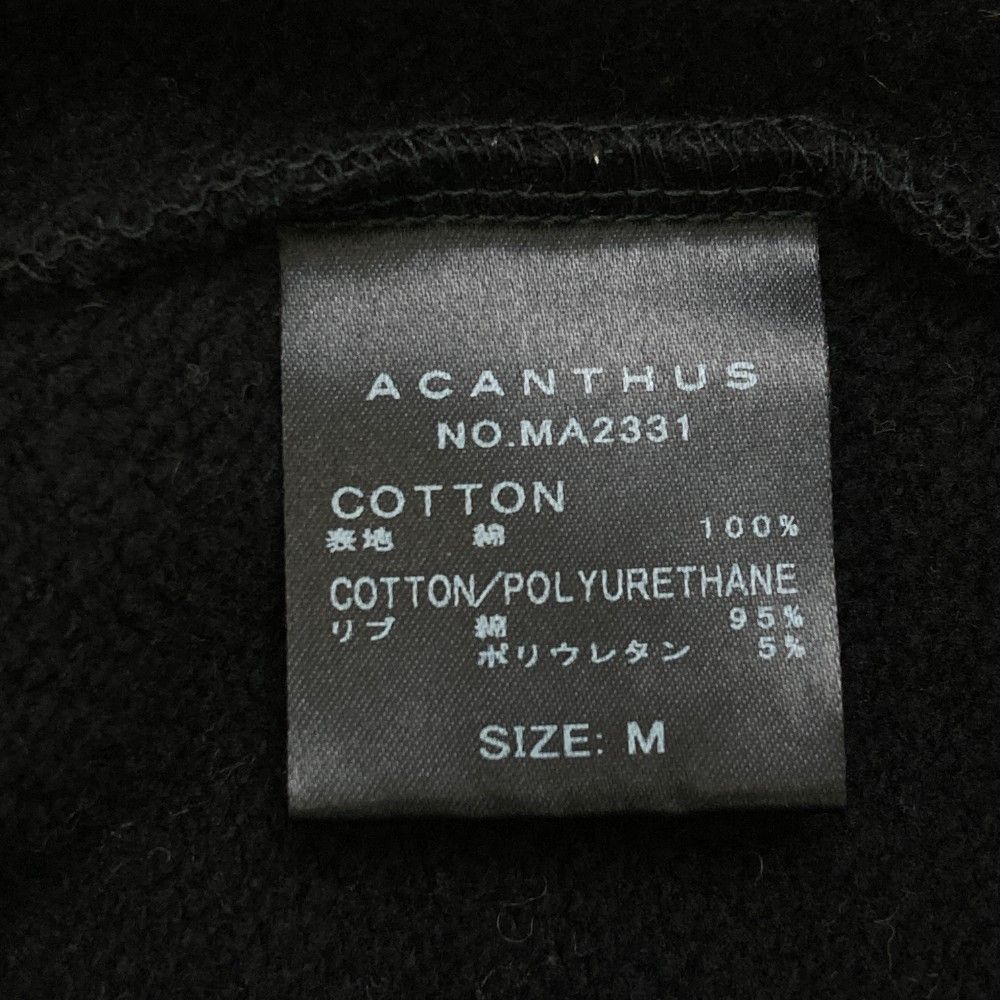 ACANTHUS
NO.MA2331
COTTON
表地 綿 100%
COTTON/POLYURETHANE
リブ 綿 95%
ポリウレタン 5%
SIZE: M